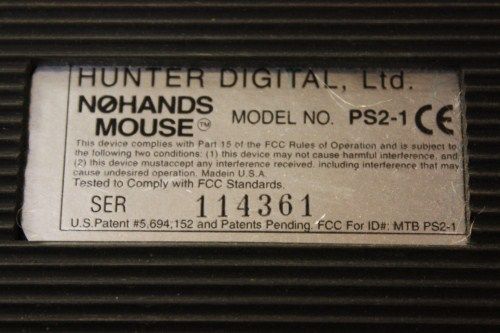 HUNTER DIGITAL, Ltd.
NØHANDS
MOUSE™ MODEL NO. PS2-1 CE
This device complies with Part 15 of the FCC Rules of Operation and is subject to
the following two conditions: (1) this device may not cause harmful interference, and:
(2) this device mustaccept any interference received. including interference that may
cause undesired operation. Madein U.S.A.
Tested to Comply with FCC Standards.
SER 114361
U.S.Patent #5,694,152 and Patents Pending. FCC For ID#: MTB PS2-1